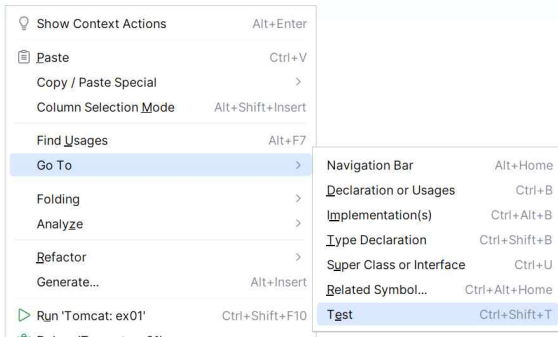 Show Context Actions Alt+Enter
Paste Ctrl+V
Copy / Paste Special
Column Selection Mode Alt+Shift+Insert
Find Usages Alt+F7
Go To
Folding
Analyze
Refactor
Generate... Alt+Insert
Run 'Tomcat: ex01' Ctrl+Shift+F10
Navigation Bar Alt+Home
Declaration or Usages Ctrl+B
Implementation(s) Ctrl+Alt+B
Type Declaration Ctrl+Shift+B
Super Class or Interface Ctrl+U
Related Symbol... Ctrl+Alt+Home
Test Ctrl+Shift+T